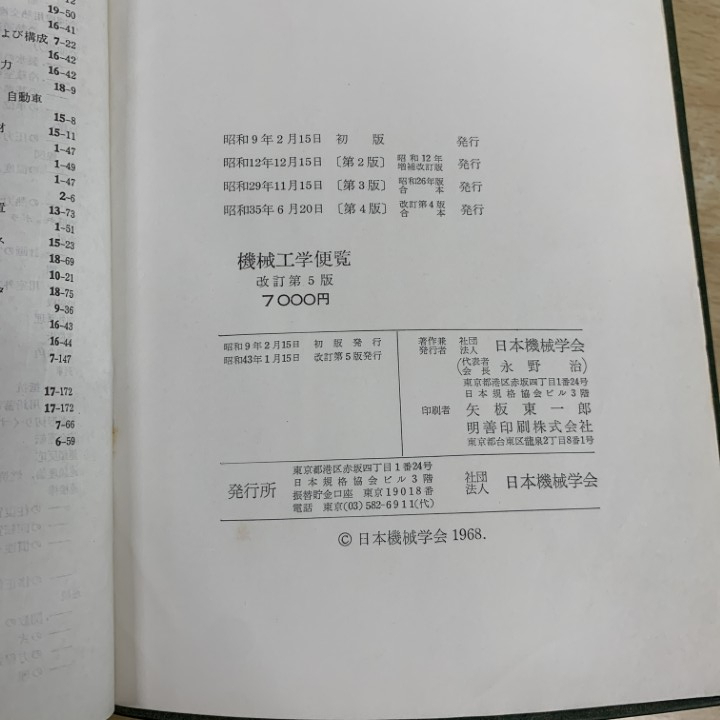 12
19-50
16-41
よび構成 7-22
16-42
力 16-42
18-9
自動車
15-8
材 15-11
1-47
1-49
1-47
2-6
置 13-73
1-51
15-23
18-69
10-21
18-75
9-36
16-43
16-44
7-147
17-172
17-172
7-66
6-59
昭和9年2月15日 初版 発行
昭和12年12月15日 〔第2版〕 昭和12年増補改訂版 発行
昭和29年11月15日 〔第3版〕 昭和26年版合本 発行
昭和35年6月20日 〔第4版〕 改訂第4版合本 発行
機械工学便覧
改訂第5版
7000円
昭和9年2月15日 初版発行
昭和43年1月15日 改訂第5版発行
著作兼発行者 社団法人 日本機械学会
(代表者会長 永野 治)
東京都港区赤坂四丁目1番24号
日本規格協会ビル3階
印刷者 矢板東一郎
明善印刷株式会社
東京都台東区龍泉2丁目8番1号
発行所
東京都港区赤坂四丁目1番24号
日本規格協会ビル3階
振替貯金口座 東京19018番
電話 東京(03)582-6911(代)
社団法人 日本機械学会
© 日本機械学会 1968.